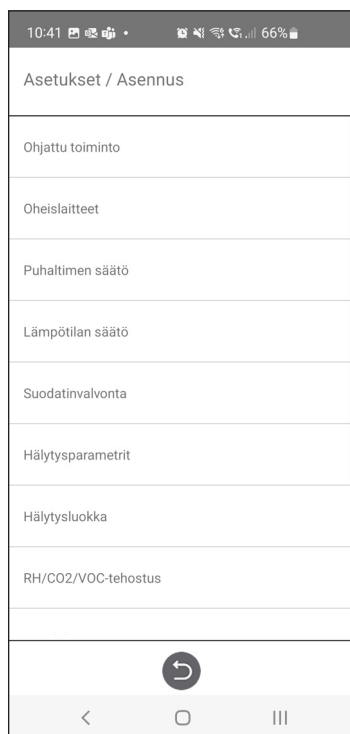 10:41 66%
Asetukset / Asennus
Ohjattu toiminto
Oheislaitteet
Puhaltimen säätö
Lämpötilan säätö
Suodatinvalvonta
Hälytysparametrit
Hälytysluokka
RH/CO2/VOC-tehostus